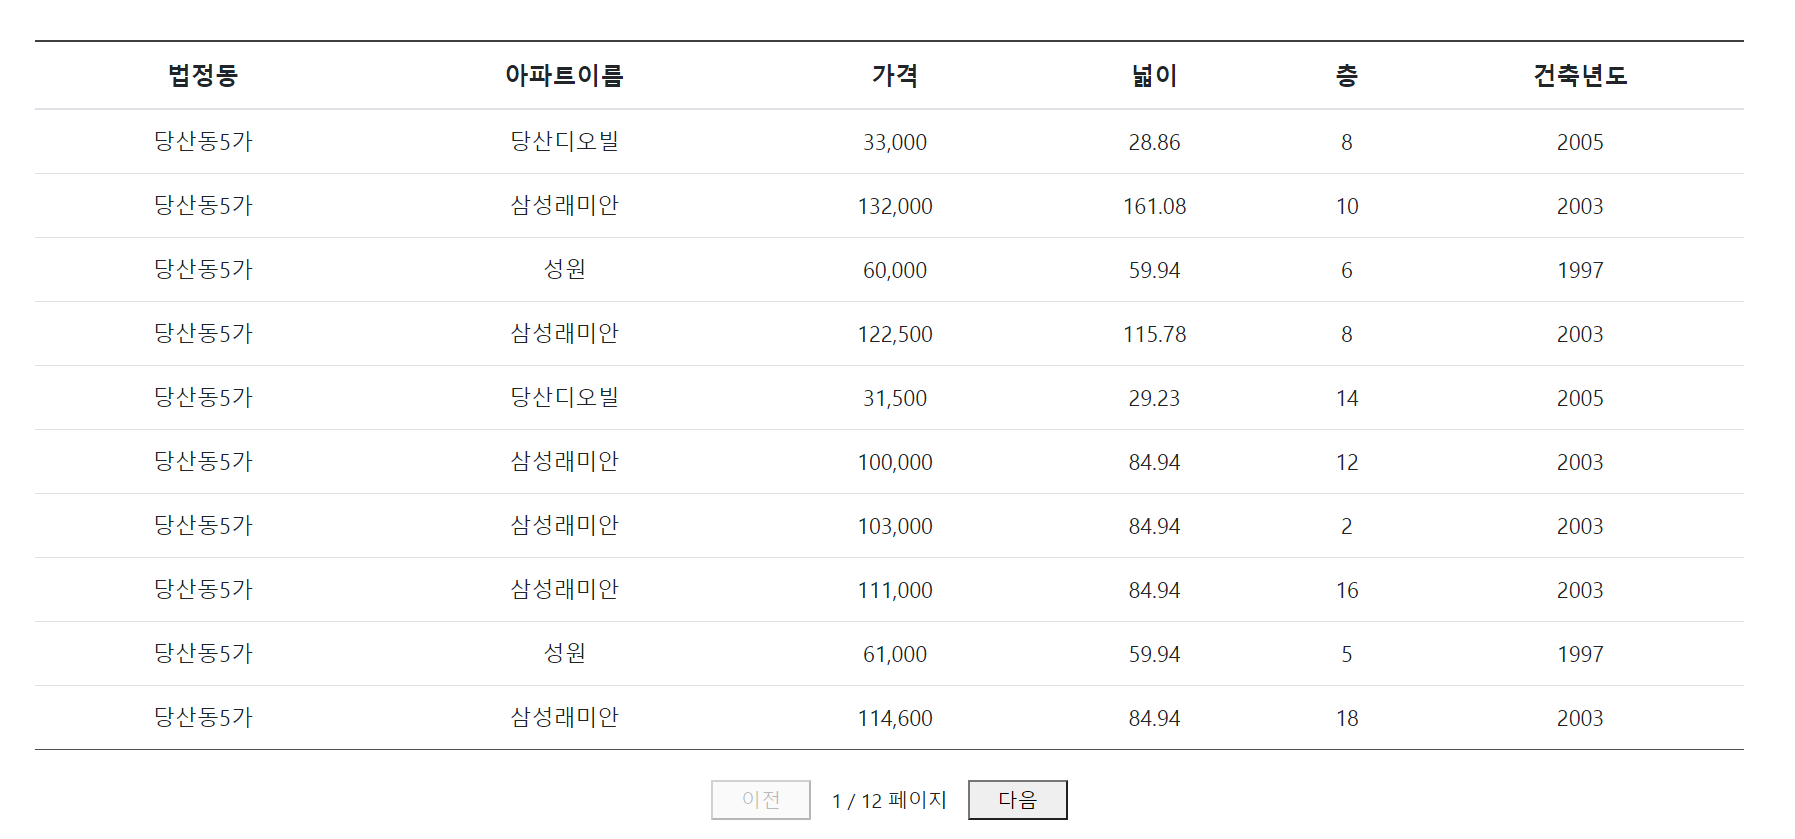 법정동 아파트이름 가격 넓이 층 건축년도
당산동5가 당산디오빌 33,000 28.86 8 2005
당산동5가 삼성래미안 132,000 161.08 10 2003
당산동5가 성원 60,000 59.94 6 1997
당산동5가 삼성래미안 122,500 115.78 8 2003
당산동5가 당산디오빌 31,500 29.23 14 2005
당산동5가 삼성래미안 100,000 84.94 12 2003
당산동5가 삼성래미안 103,000 84.94 2 2003
당산동5가 삼성래미안 111,000 84.94 16 2003
당산동5가 성원 61,000 59.94 5 1997
당산동5가 삼성래미안 114,600 84.94 18 2003
이전 1 / 12 페이지 다음